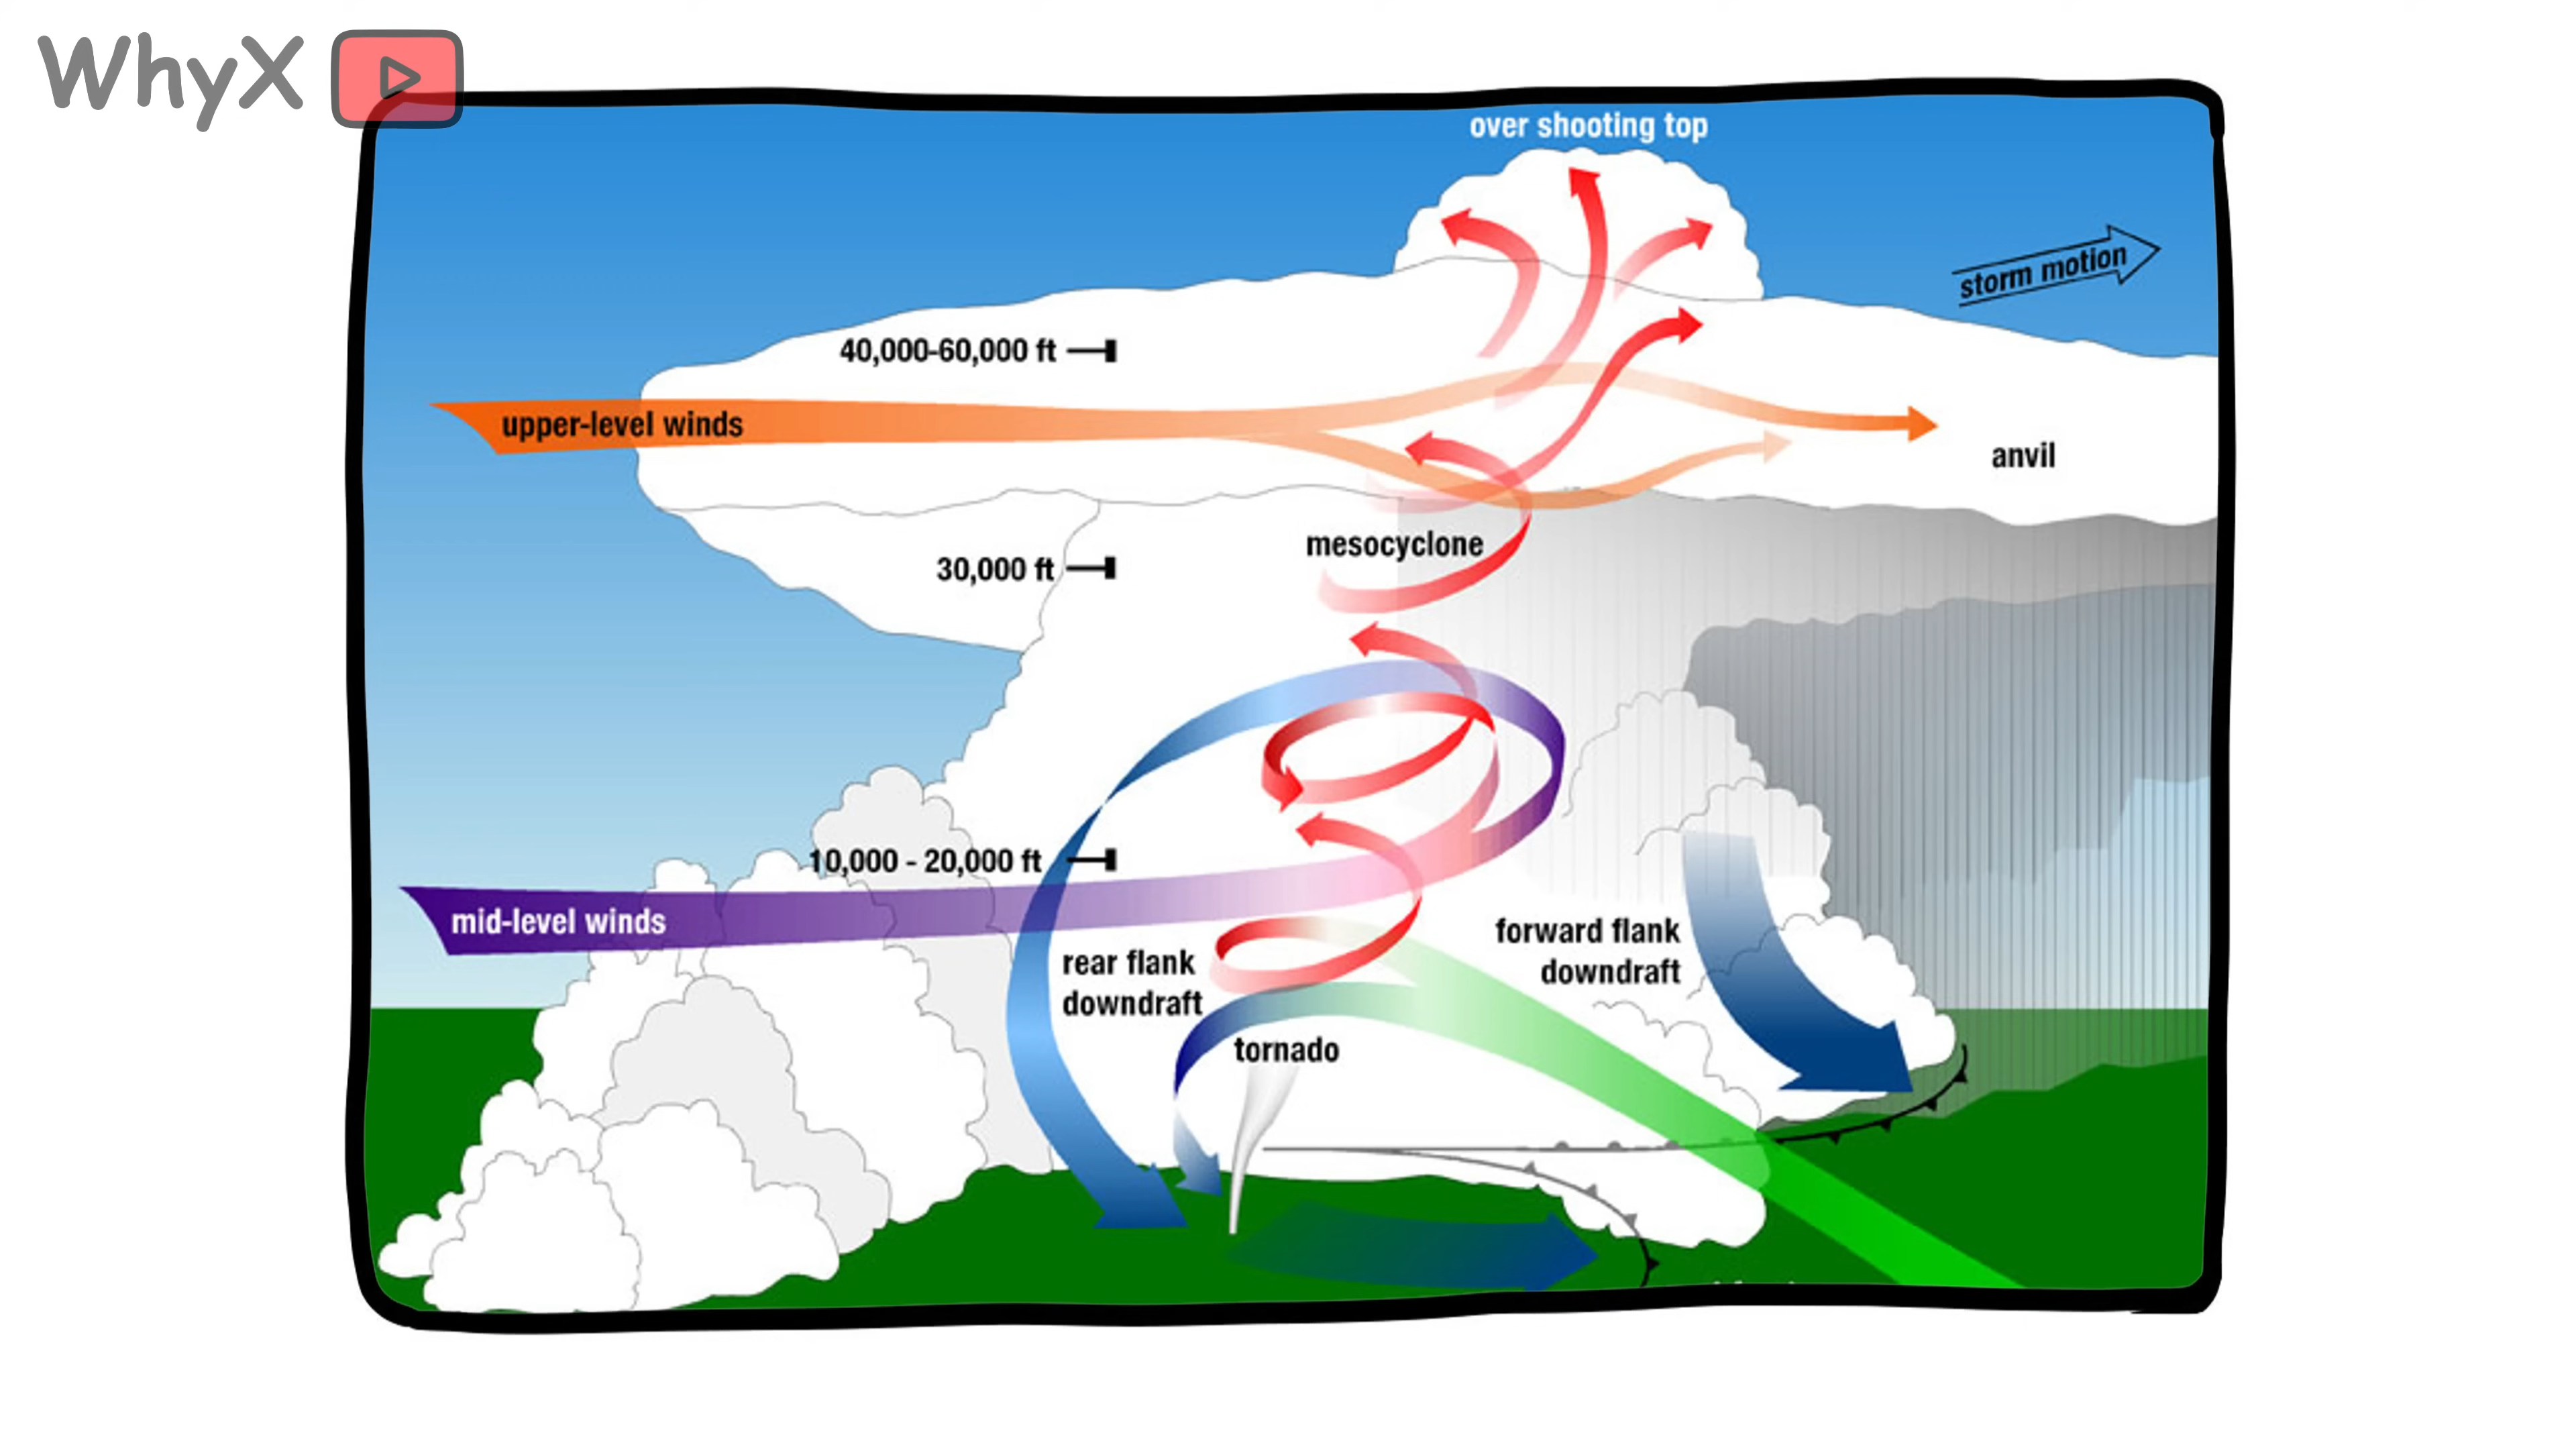 WhyX
over shooting top
storm motion
40,000-60,000 ft
upper-level winds
anvil
mesocyclone
30,000 ft
10,000 - 20,000 ft
mid-level winds
forward flank
downdraft
rear flank
downdraft
tornado